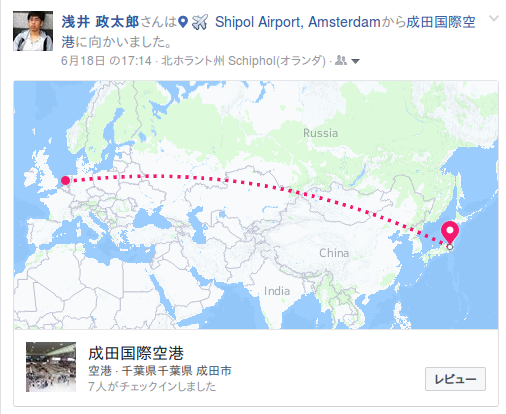 浅井 政太郎さんは Shipol Airport, Amsterdamから成田国際空
港に向かいました。
6月18日 の17:14 · 北ホラント州 Schiphol(オランダ) ·
Russia
China
India
成田国際空港
空港 · 千葉県千葉県 成田市
7人がチェックインしました
レビュー